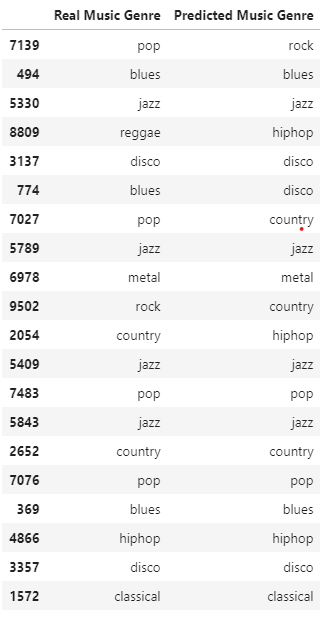 Real Music Genre Predicted Music Genre
7139 pop rock
494 blues blues
5330 jazz jazz
8809 reggae hiphop
3137 disco disco
774 blues disco
7027 pop country
5789 jazz jazz
6978 metal metal
9502 rock country
2054 country hiphop
5409 jazz jazz
7483 pop pop
5843 jazz jazz
2652 country country
7076 pop pop
369 blues blues
4866 hiphop hiphop
3357 disco disco
1572 classical classical